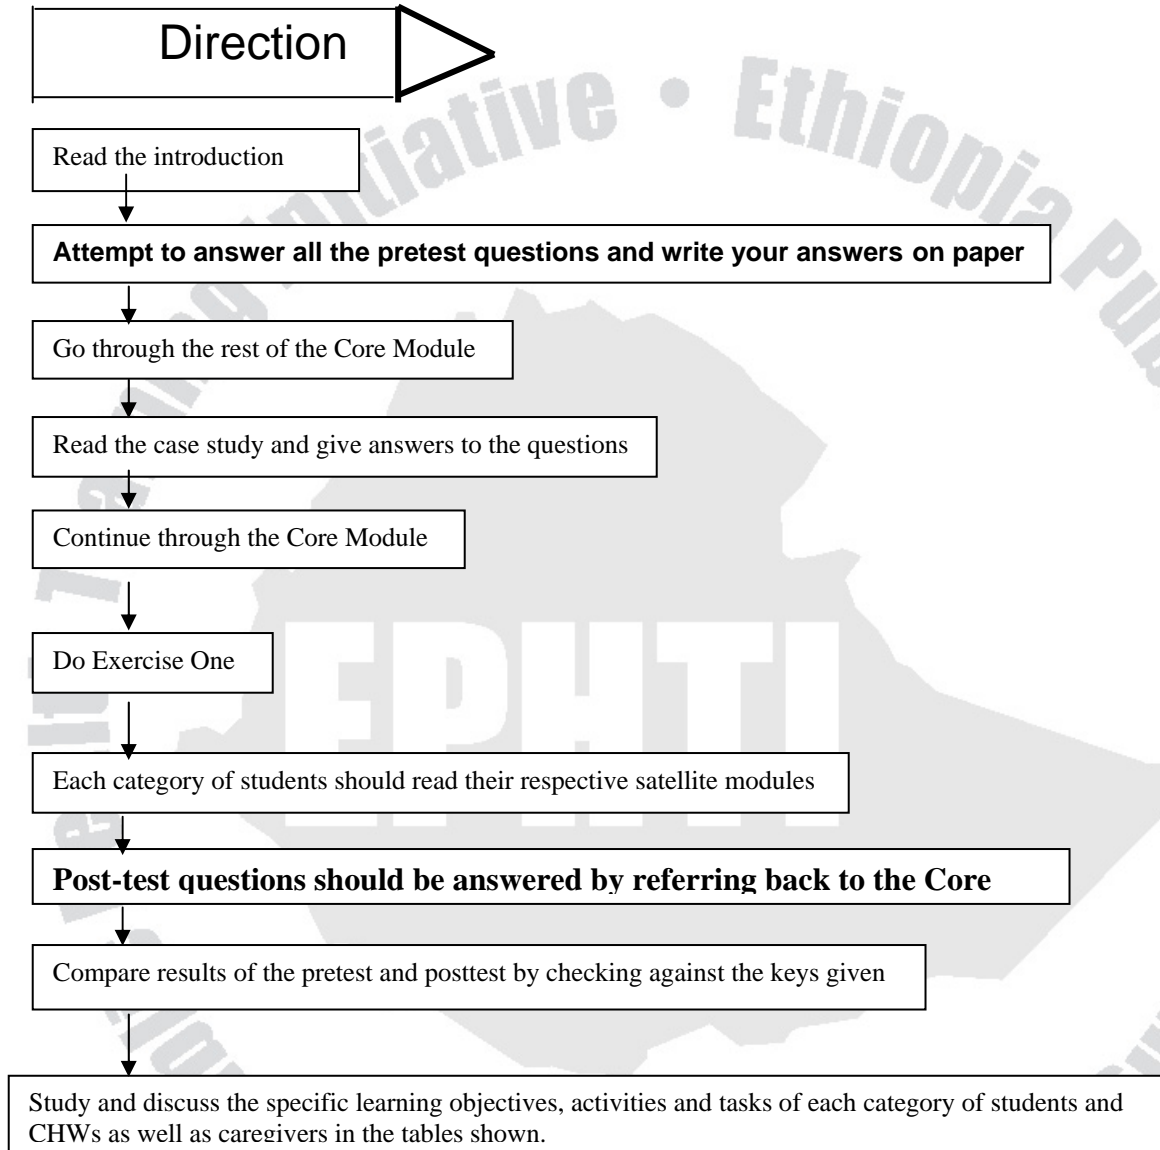 Direction
Read the introduction
Attempt to answer all the pretest questions and write your answers on paper
Go through the rest of the Core Module
Read the case study and give answers to the questions
Continue through the Core Module
Do Exercise One
EPHTI
Each category of students should read their respective satellite modules
Post-test questions should be answered by referring back to the Core
Compare results of the pretest and posttest by checking against the keys given
Study and discuss the specific learning objectives, activities and tasks of each category of students and
CHWs as well as caregivers in the tables shown.
Initiative • Ethiopia